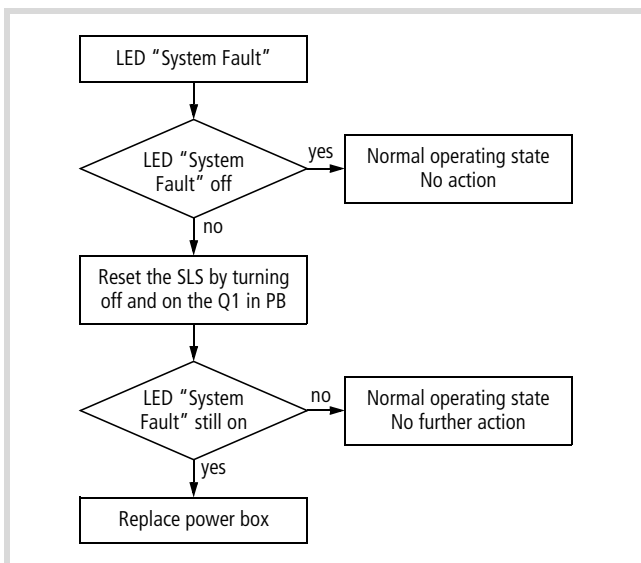 LED "System Fault"
LED "System
Fault" off
yes
Normal operating state
No action
no
Reset the SLS by turning
off and on the Q1 in PB
LED "System
Fault" still on
no
Normal operating state
No further action
yes
Replace power box